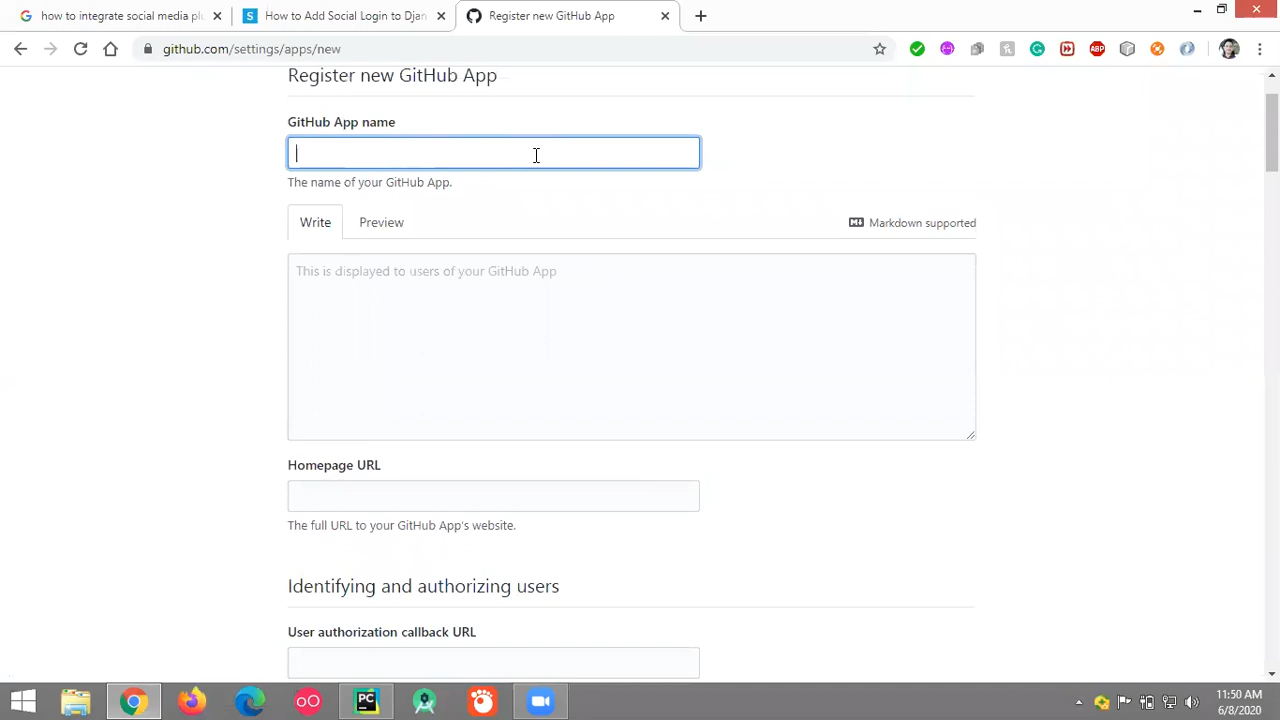 how to integrate social media plu
How to Add Social Login to Djan
Register new GitHub App
github.com/settings/apps/new
ABP
Register new GitHub App
GitHub App name
The name of your GitHub App.
Write
Preview
Markdown supported
This is displayed to users of your GitHub App
Homepage URL
The full URL to your GitHub App's website.
Identifying and authorizing users
User authorization callback URL
PC
11:50 AM
6/8/2020